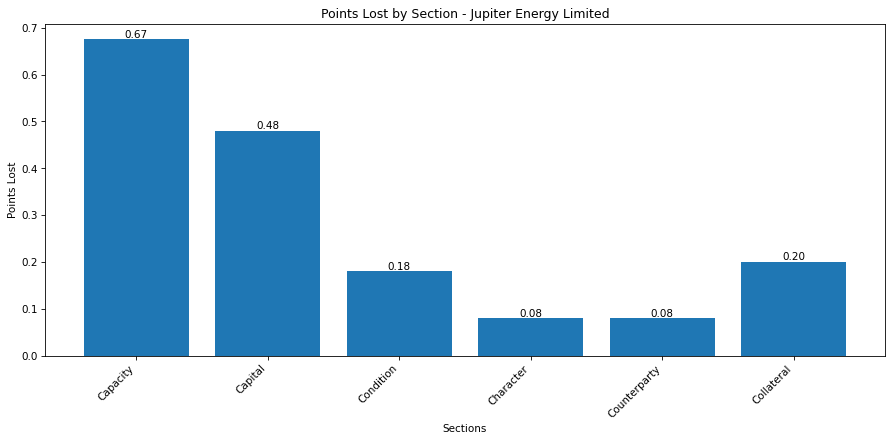 Points Lost by Section - Jupiter Energy Limited
Points Lost
0.7
0.6
0.5
0.4
0.3
0.2
0.1
0.0
0.67
0.48
0.18
0.08
0.08
0.20
Capacity
Capital
Condition
Character
Counterparty
Collateral
Sections